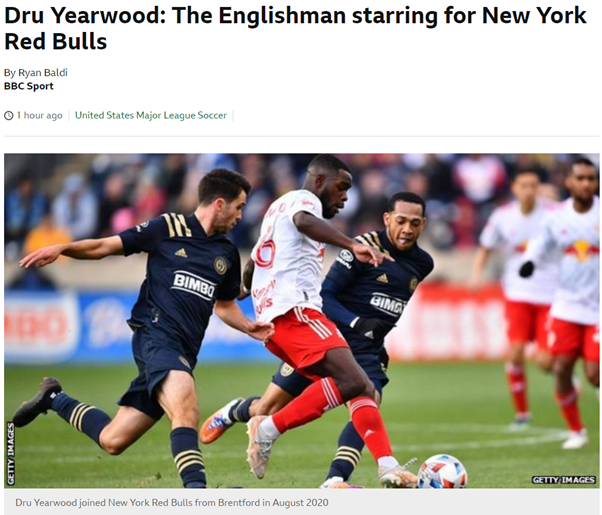 Dru Yearwood: The Englishman starring for New York
Red Bulls
By Ryan Baldi
BBC Sport
1 hour ago
United States Major League Soccer
BIMBO
BIMBO
6
GETTY IMAGES
GETTY IMAGES
Dru Yearwood joined New York Red Bulls from Brentford in August 2020